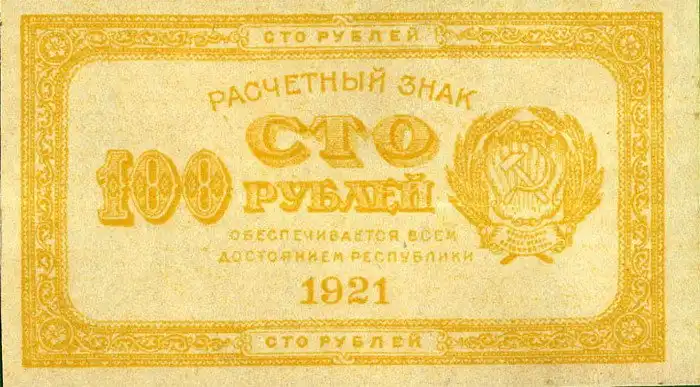 СТО РУБЛЕЙ
РАСЧЕТНЫЙ ЗНАК
СТО
100 РУБЛЕЙ
ОБЕСПЕЧИВАЕТСЯ ВСЕМ
ДОСТОЯНИЕМ РЕСПУБЛИКИ
1921
СТО РУБЛЕЙ